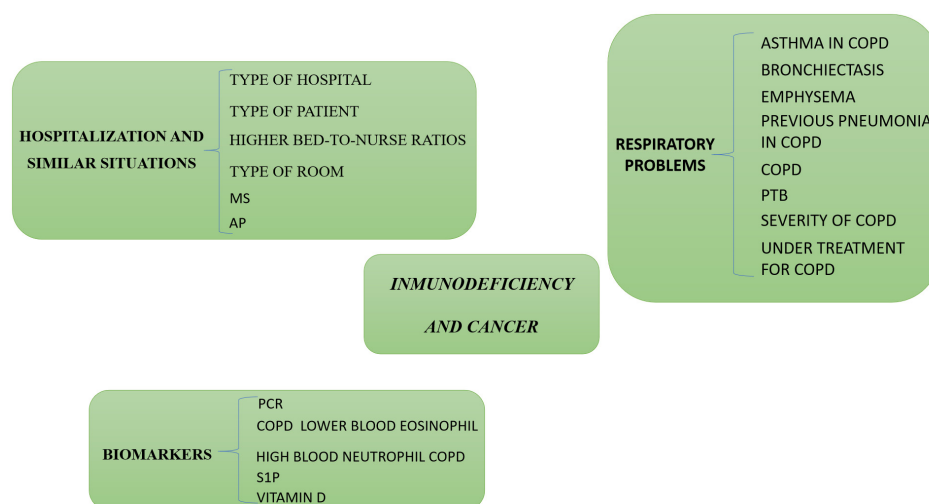 HOSPITALIZATION AND
SIMILAR SITUATIONS
TYPE OF HOSPITAL
TYPE OF PATIENT
HIGHER BED-TO-NURSE RATIOS
TYPE OF ROOM
MS
AP
RESPIRATORY
PROBLEMS
ASTHMA IN COPD
BRONCHIECTASIS
EMPHYSEMA
PREVIOUS PNEUMONIA
IN COPD
COPD
PTB
SEVERITY OF COPD
UNDER TREATMENT
FOR COPD
INMUNODEFICIENCY
AND CANCER
BIOMARKERS
PCR
COPD LOWER BLOOD EOSINOPHIL
HIGH BLOOD NEUTROPHIL COPD
S1P
VITAMIN D